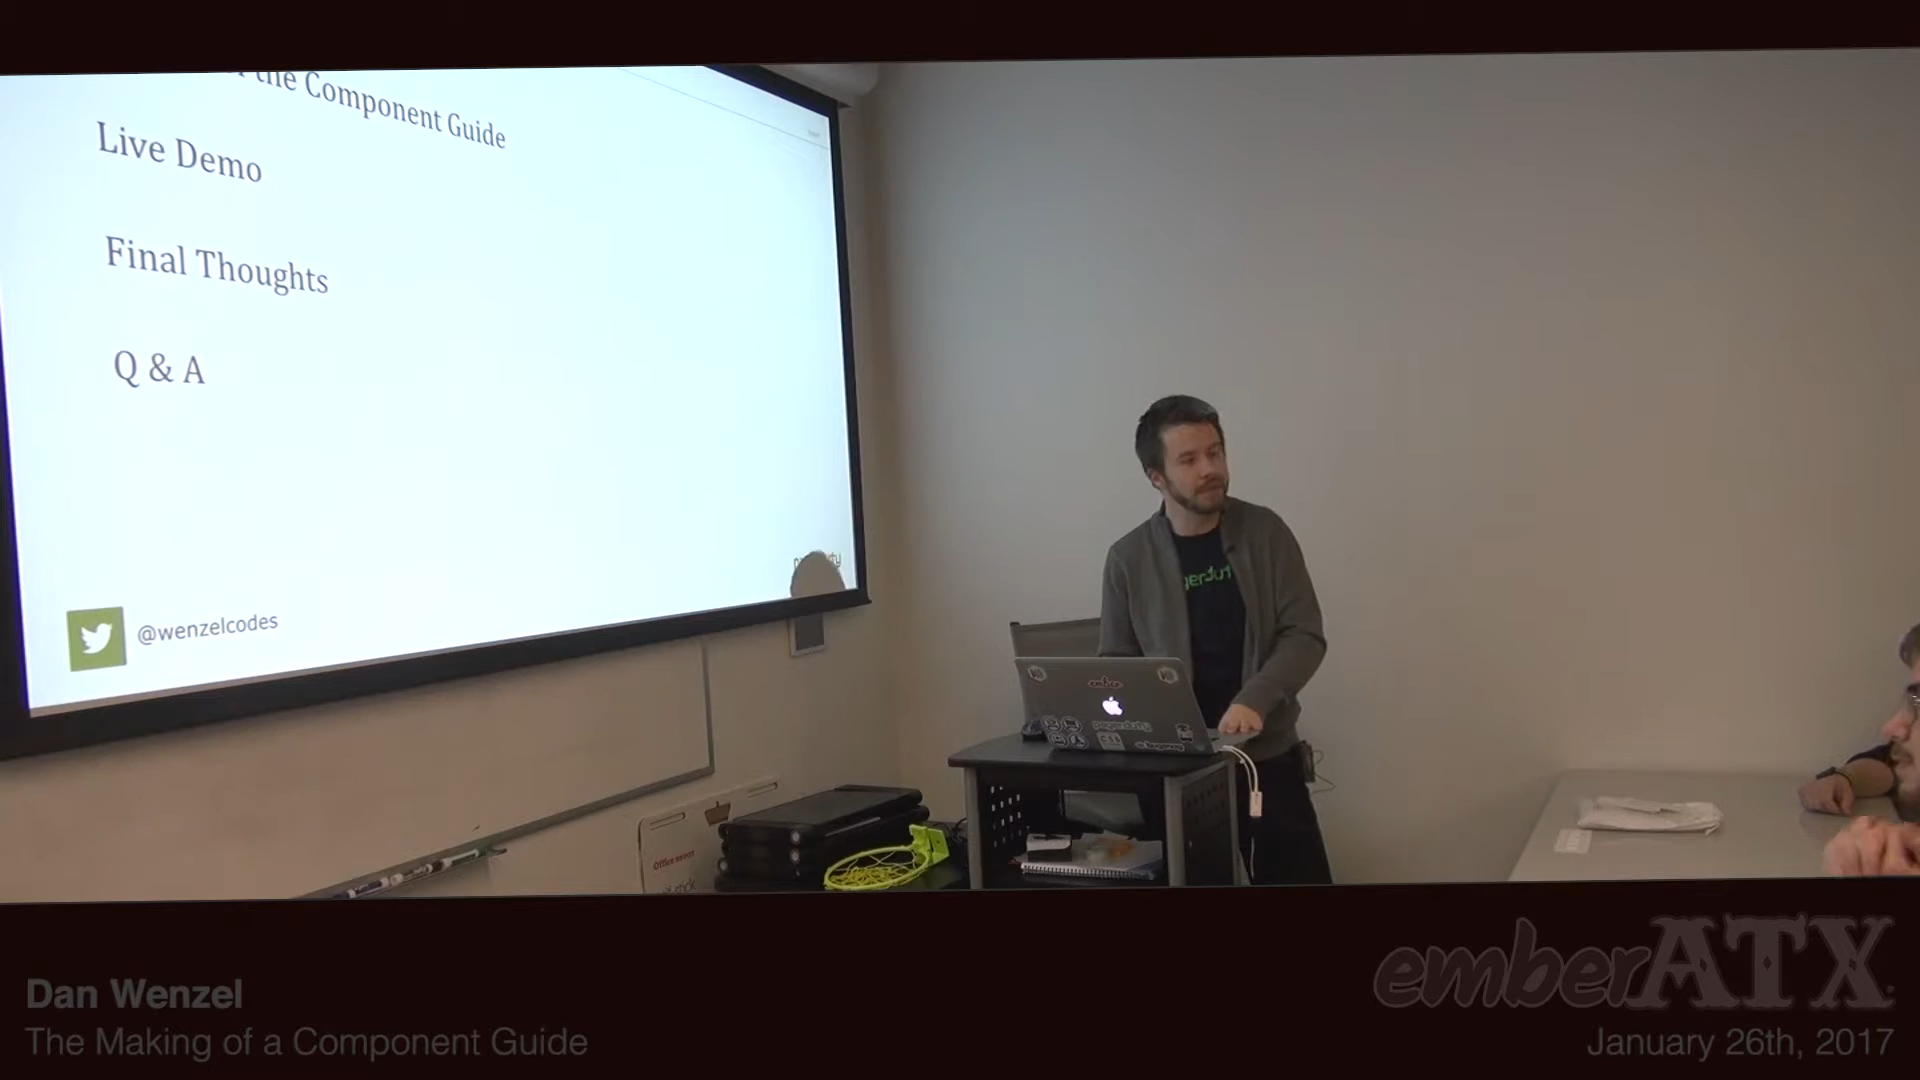 the Component Guide
Live Demo
Final Thoughts
Q & A
@wenzelcodes
pagerduty
Dan Wenzel
The Making of a Component Guide
emberATX
January 26th, 2017